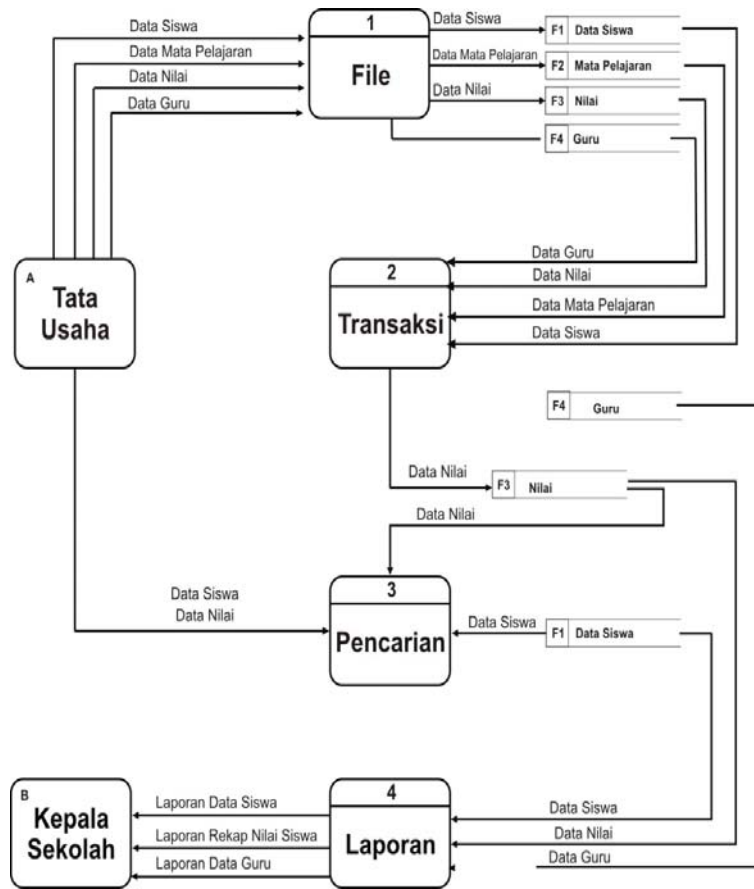 Data Siswa
Data Mata Pelajaran
Data Nilai
Data Guru
1
File
Data Siswa
Data Mata Pelajaran
Data Nilai
F1 Data Siswa
F2 Mata Pelajaran
F3 Nilai
F4 Guru
A
Tata
Usaha
2
Transaksi
Data Guru
Data Nilai
Data Mata Pelajaran
Data Siswa
F4 Guru
Data Nilai
F3 Nilai
Data Nilai
Data Siswa
Data Nilai
3
Pencarian
Data Siswa
F1 Data Siswa
B
Kepala
Sekolah
Laporan Data Siswa
Laporan Rekap Nilai Siswa
Laporan Data Guru
4
Laporan
Data Siswa
Data Nilai
Data Guru